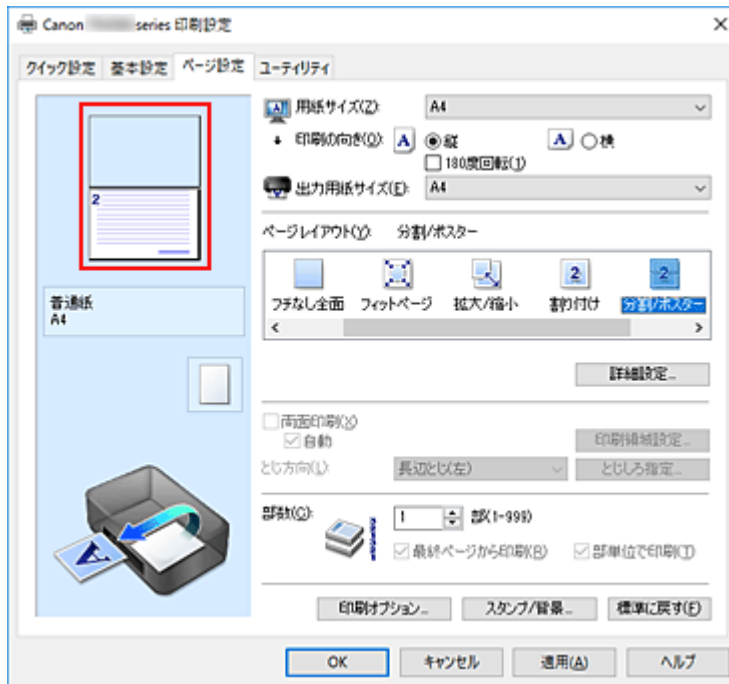 Canon series 印刷設定
クイック設定 基本設定 ページ設定 ユーティリティ
2
普通紙
A4
用紙サイズ(Z): A4
印刷の向き(O): A 縦 A 横
180度回転(1)
出力用紙サイズ(E): A4
ページレイアウト(Y): 分割/ポスター
2 2
フチなし全面 フィットページ 拡大/縮小 割り付け 分割/ポスター
詳細設定...
両面印刷(X)
自動 印刷領域設定...
とじ方向(L): 長辺とじ(左) とじしろ指定...
部数(C): 1 部(1-999)
最終ページから印刷(R) 部単位で印刷(T)
A
印刷オプション... スタンプ/背景... 標準に戻す(F)
OK キャンセル 適用(A) ヘルプ